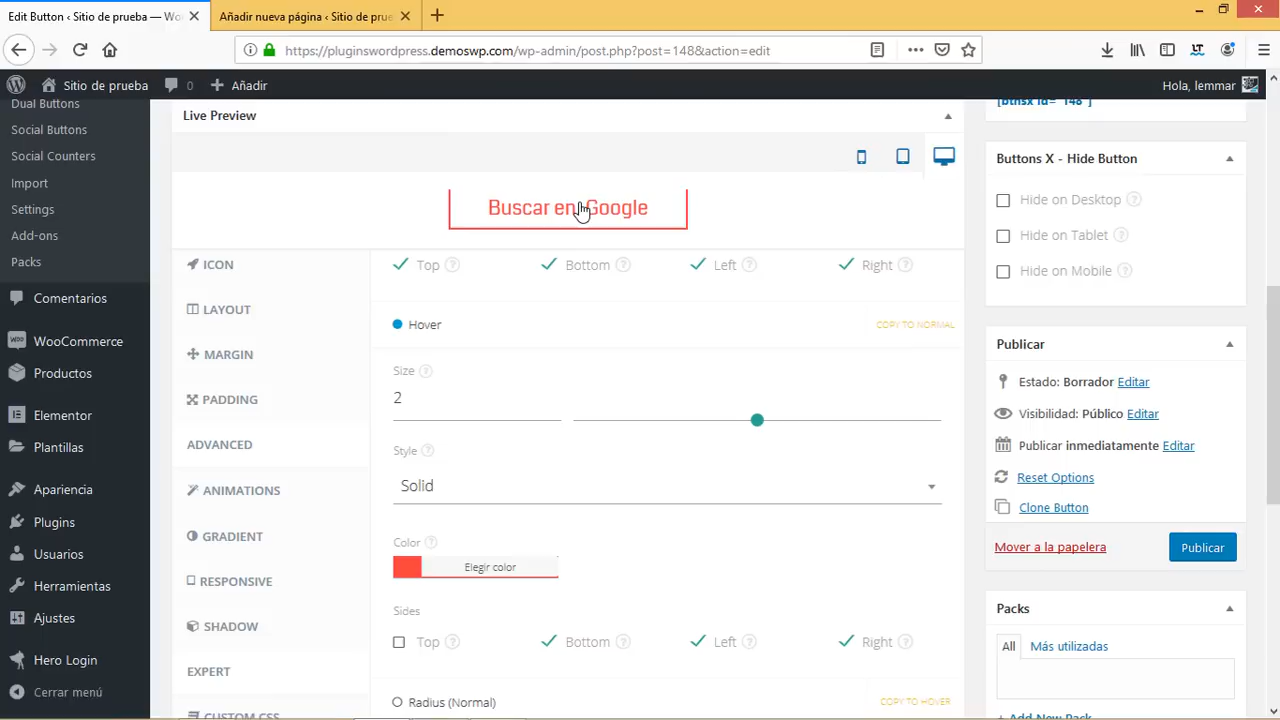 Edit Button ‹ Sitio de prueba — Wo
Añadir nueva página ‹ Sitio de prue
https://pluginswordpress.demoswp.com/wp-admin/post.php?post=148&action=edit
Sitio de prueba
0
Añadir
Hola, lemmar
Dual Buttons
Social Buttons
Social Counters
Import
Settings
Add-ons
Packs
Comentarios
WooCommerce
Productos
Elementor
Plantillas
Apariencia
Plugins
Usuarios
Herramientas
Ajustes
Hero Login
Cerrar menú
Live Preview
Buscar en Google
ICON
LAYOUT
MARGIN
PADDING
ADVANCED
ANIMATIONS
GRADIENT
RESPONSIVE
SHADOW
EXPERT
CUSTOM CSS
Top
Bottom
Left
Right
Hover
COPY TO NORMAL
Size
2
Style
Solid
Color
Elegir color
Sides
Top
Bottom
Left
Right
Radius (Normal)
COPY TO HOVER
[btnsx id="148"]
Buttons X - Hide Button
Hide on Desktop
Hide on Tablet
Hide on Mobile
Publicar
Estado: Borrador Editar
Visibilidad: Público Editar
Publicar inmediatamente Editar
Reset Options
Clone Button
Mover a la papelera
Publicar
Packs
All
Más utilizadas
+ Add New Pack